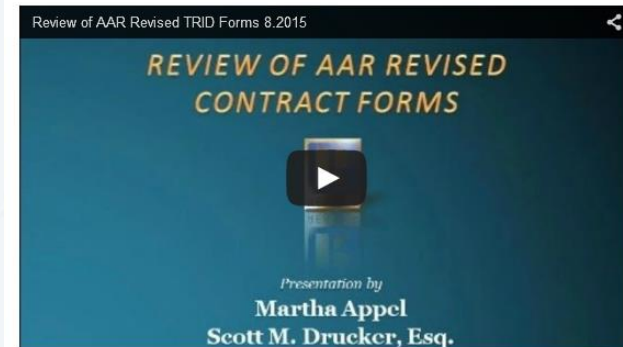 Review of AAR Revised TRID Forms 8.2015
REVIEW OF AAR REVISED
CONTRACT FORMS
Presentation by
Martha Appel
Scott M. Drucker, Esq.